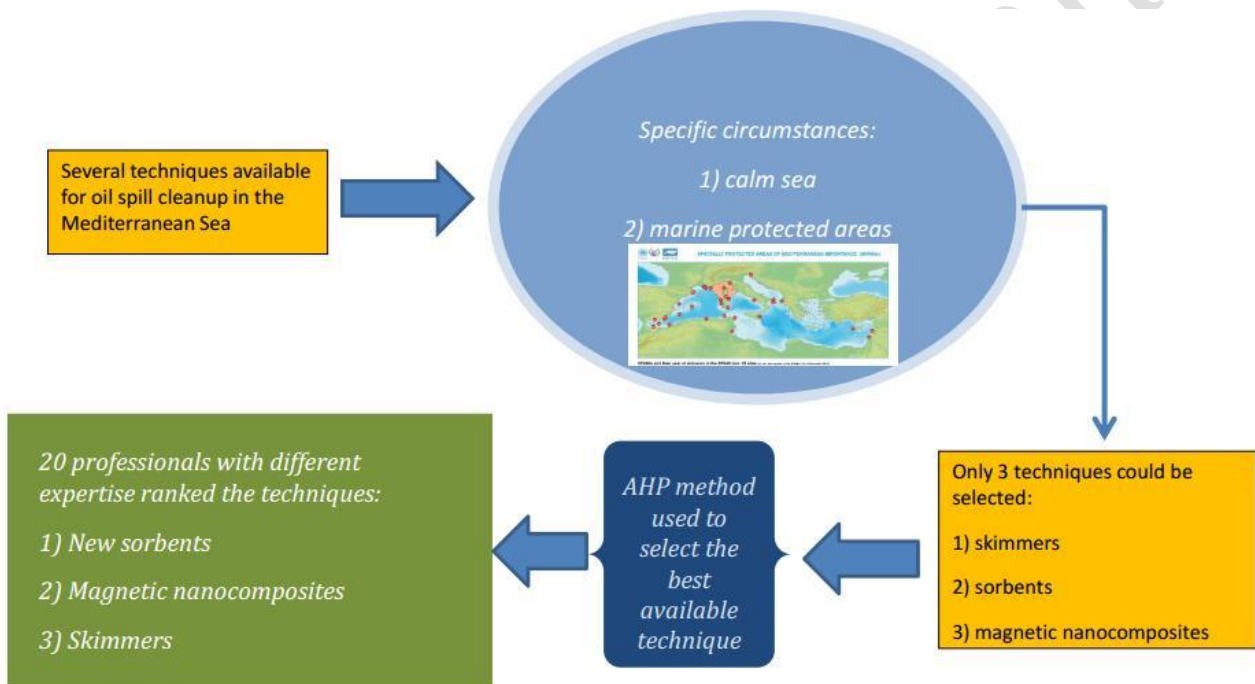 Several techniques available
for oil spill cleanup in the
Mediterranean Sea
Specific circumstances:
1) calm sea
2) marine protected areas
SPECIALLY PROTECTED AREAS OF MEDITERRANEAN IMPORTANCE
Only 3 techniques could be
selected:
1) skimmers
2) sorbents
3) magnetic nanocomposites
AHP method
used to
select the
best
available
technique
20 professionals with different
expertise ranked the techniques:
1) New sorbents
2) Magnetic nanocomposites
3) Skimmers